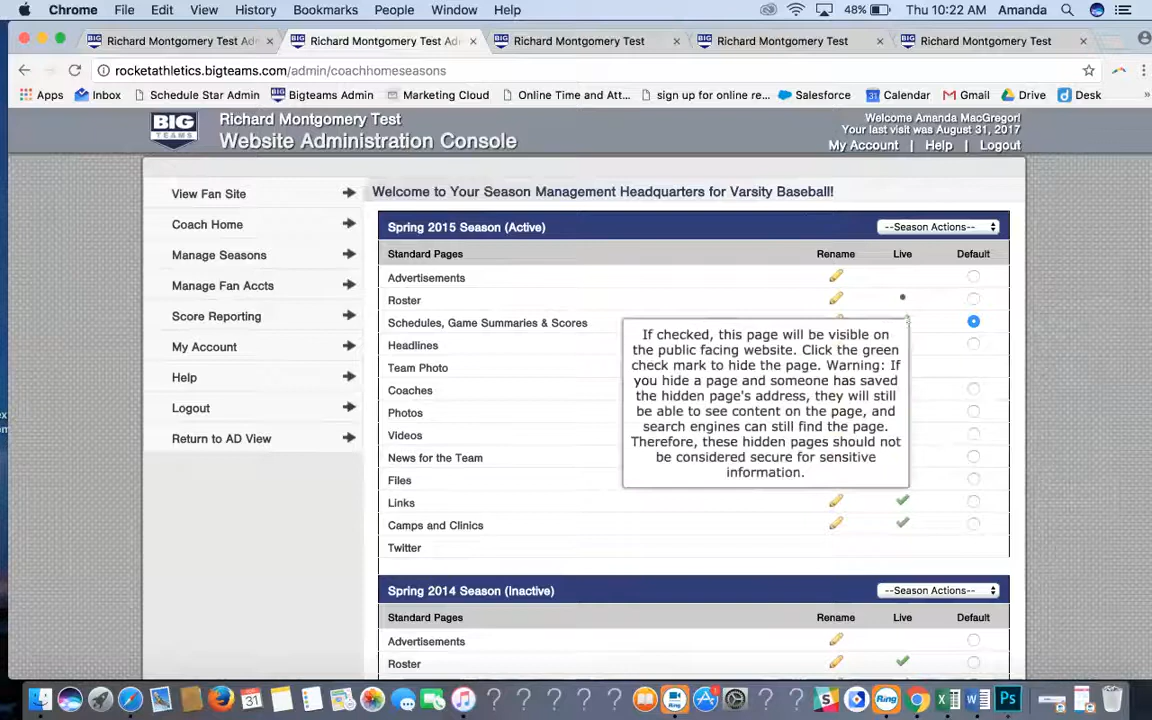 Chrome File Edit View History Bookmarks People Window Help 48% Thu 10:22 AM Amanda
Richard Montgomery Test Adm × Richard Montgomery Test Adm × Richard Montgomery Test × Richard Montgomery Test × Richard Montgomery Test ×
rocketathletics.bigteams.com/admin/coachhomeseasons
Apps Inbox Schedule Star Admin Bigteams Admin Marketing Cloud Online Time and Att... sign up for online re... Salesforce Calendar Gmail Drive Desk »
BIG TEAMS
Richard Montgomery Test
Website Administration Console
Welcome Amanda MacGregor!
Your last visit was August 31, 2017
My Account | Help | Logout
View Fan Site
Coach Home
Manage Seasons
Manage Fan Accts
Score Reporting
My Account
Help
Logout
Return to AD View
Welcome to Your Season Management Headquarters for Varsity Baseball!
Spring 2015 Season (Active) --Season Actions--
Standard Pages Rename Live Default
Advertisements
Roster
Schedules, Game Summaries & Scores
Headlines
Team Photo
Coaches
Photos
Videos
News for the Team
Files
Links
Camps and Clinics
Twitter
If checked, this page will be visible on
the public facing website. Click the green
check mark to hide the page. Warning: If
you hide a page and someone has saved
the hidden page's address, they will still
be able to see content on the page, and
search engines can still find the page.
Therefore, these hidden pages should not
be considered secure for sensitive
information.
Spring 2014 Season (Inactive) --Season Actions--
Standard Pages Rename Live Default
Advertisements
Roster
31 ? ? ? ? ? Ring ? ? Ring Ps